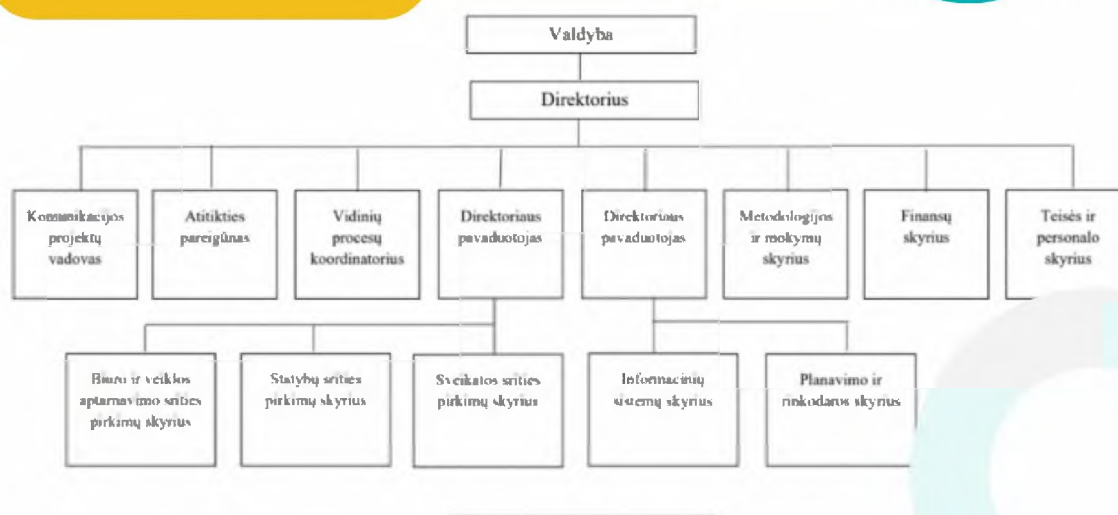 Valdyba
Direktorius
Komunikacijos
projektų
vadovas
Atitikties
pareigūnas
Vidinių
procesų
koordinatorius
Direktoriaus
pavaduotojas
Direktoriaus
pavaduotojas
Metodologijos
ir mokymų
skyrius
Finansų
skyrius
Teisės ir
personalo
skyrius
Biuro ir veiklos
aptarnavimo srities
pirkimų skyrius
Statybų srities
pirkimų skyrius
Sveikatos srities
pirkimų skyrius
Informacinių
sistemų skyrius
Planavimo ir
rinkodaros skyrius